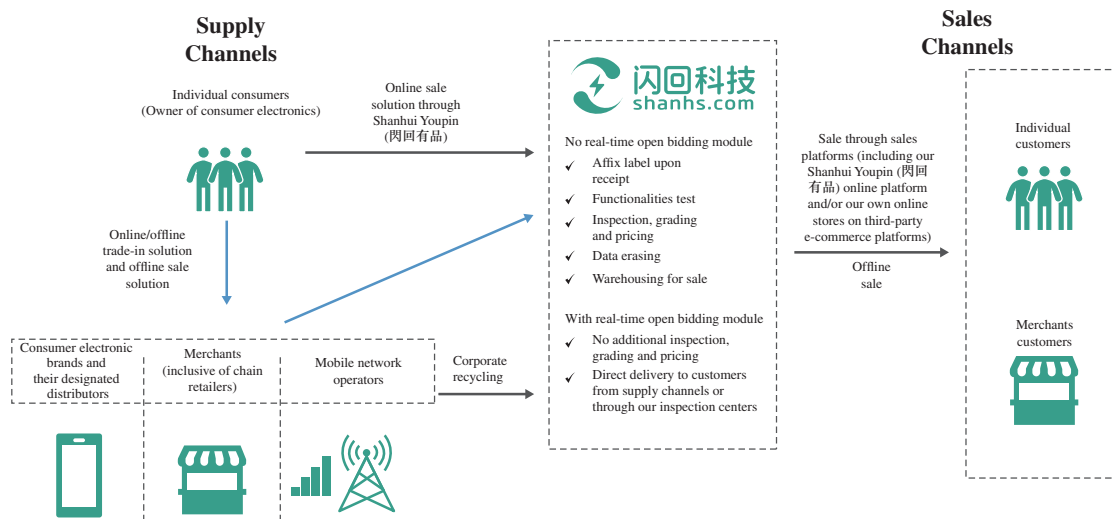 Supply
Channels
Individual consumers
(Owner of consumer electronics)
Online sale
solution through
Shanhui Youpin
(閃回有品)
Online/offline
trade-in solution
and offline sale
solution
Consumer electronic
brands and
their designated
distributors
Merchants
(inclusive of chain
retailers)
Mobile network
operators
Corporate
recycling
闪回科技
shanhs.com
No real-time open bidding module
✓ Affix label upon
receipt
✓ Functionalities test
✓ Inspection, grading
and pricing
✓ Data erasing
✓ Warehousing for sale
With real-time open bidding module
✓ No additional inspection,
grading and pricing
✓ Direct delivery to customers
from supply channels or
through our inspection centers
Sale through sales
platforms (including our
Shanhui Youpin (閃回
有品) online platform
and/or our own online
stores on third-party
e-commerce platforms)
Offline
sale
Sales
Channels
Individual
customers
Merchants
customers